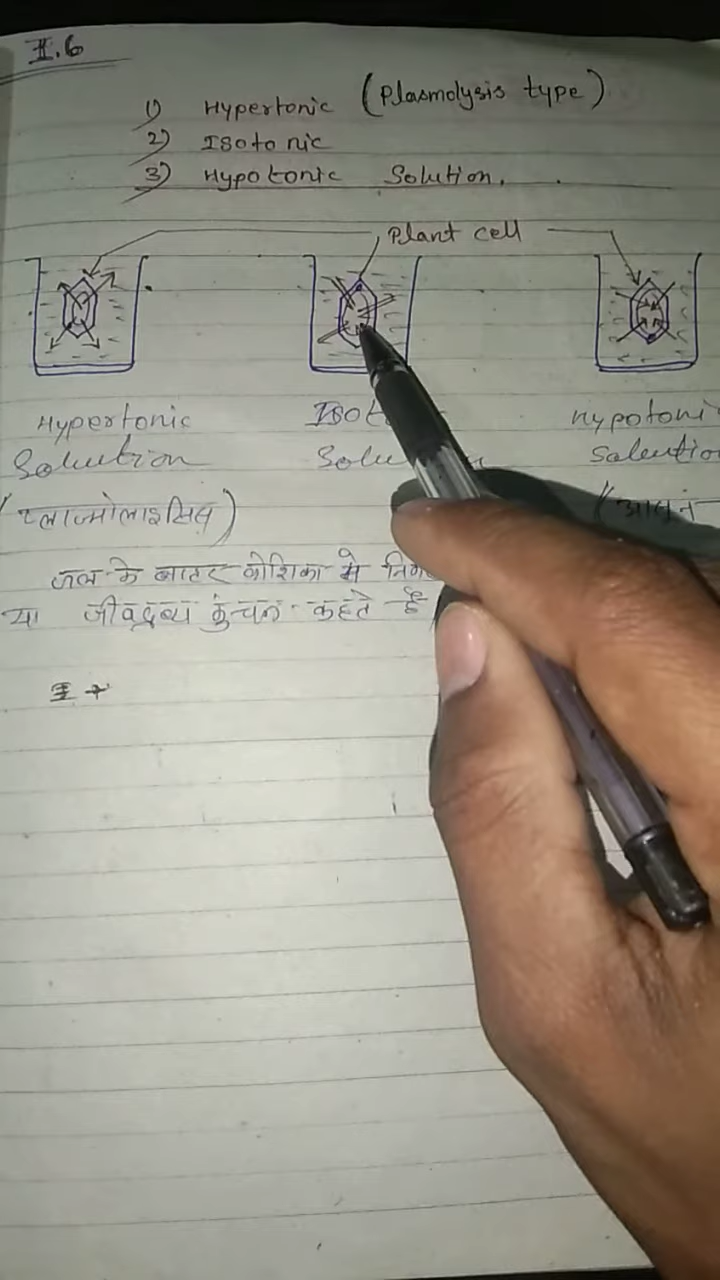 I.6
1) Hypertonic (Plasmolysis type)
2) Isotonic
3) Hypotonic Solution.
Plant cell
Hypertonic Isot Hypotoni
Solution Solu Solutio
(प्लाज्मोलाइसिस)
जल के बाहर कोशिका से
या जीवद्रव्य कुंचन कहते है
I